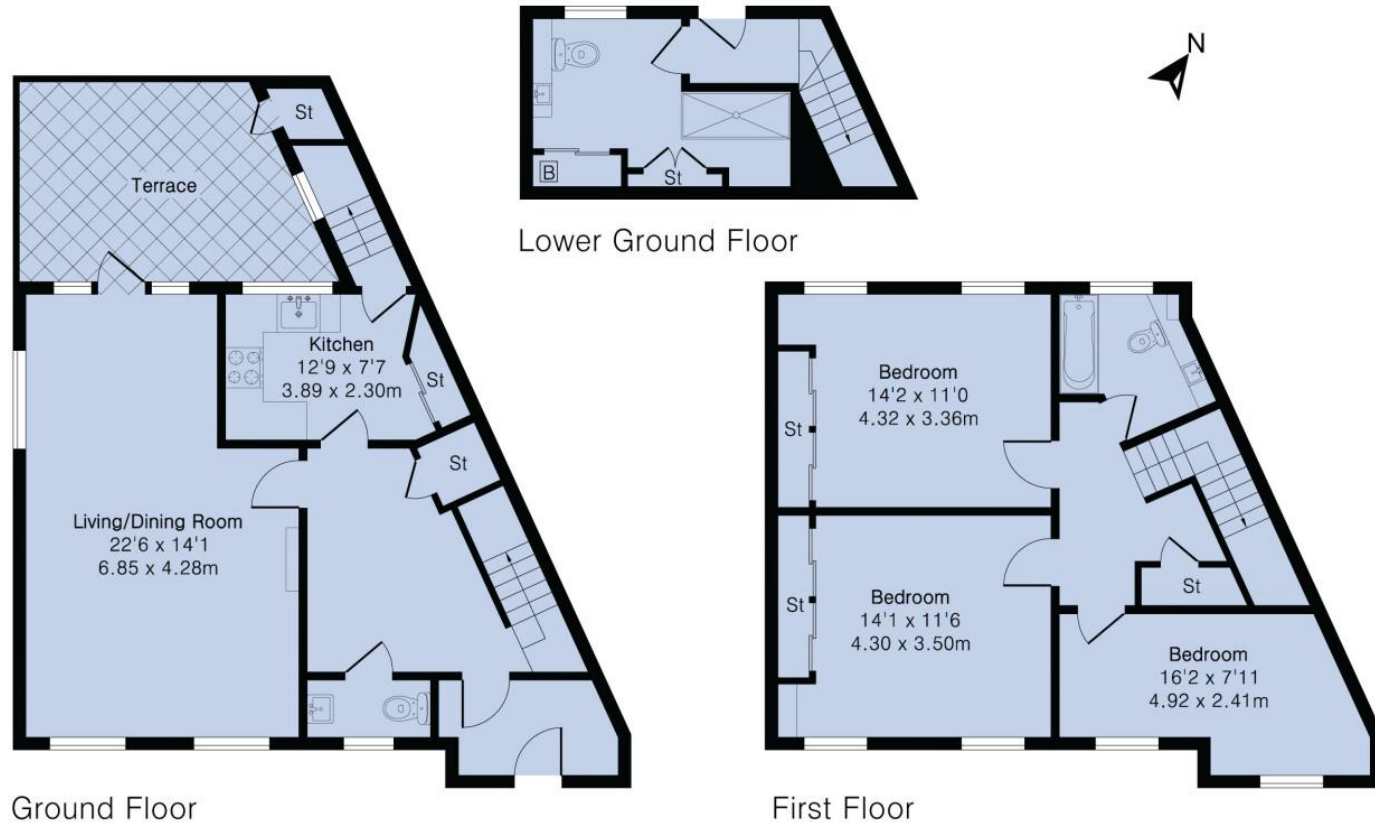 N
St
B
St
Lower Ground Floor
Terrace
St
Kitchen
12'9 x 7'7
3.89 x 2.30m
St
St
Living/Dining Room
22'6 x 14'1
6.85 x 4.28m
Ground Floor
Bedroom
14'2 x 11'0
4.32 x 3.36m
St
Bedroom
14'1 x 11'6
4.30 x 3.50m
St
St
Bedroom
16'2 x 7'11
4.92 x 2.41m
First Floor